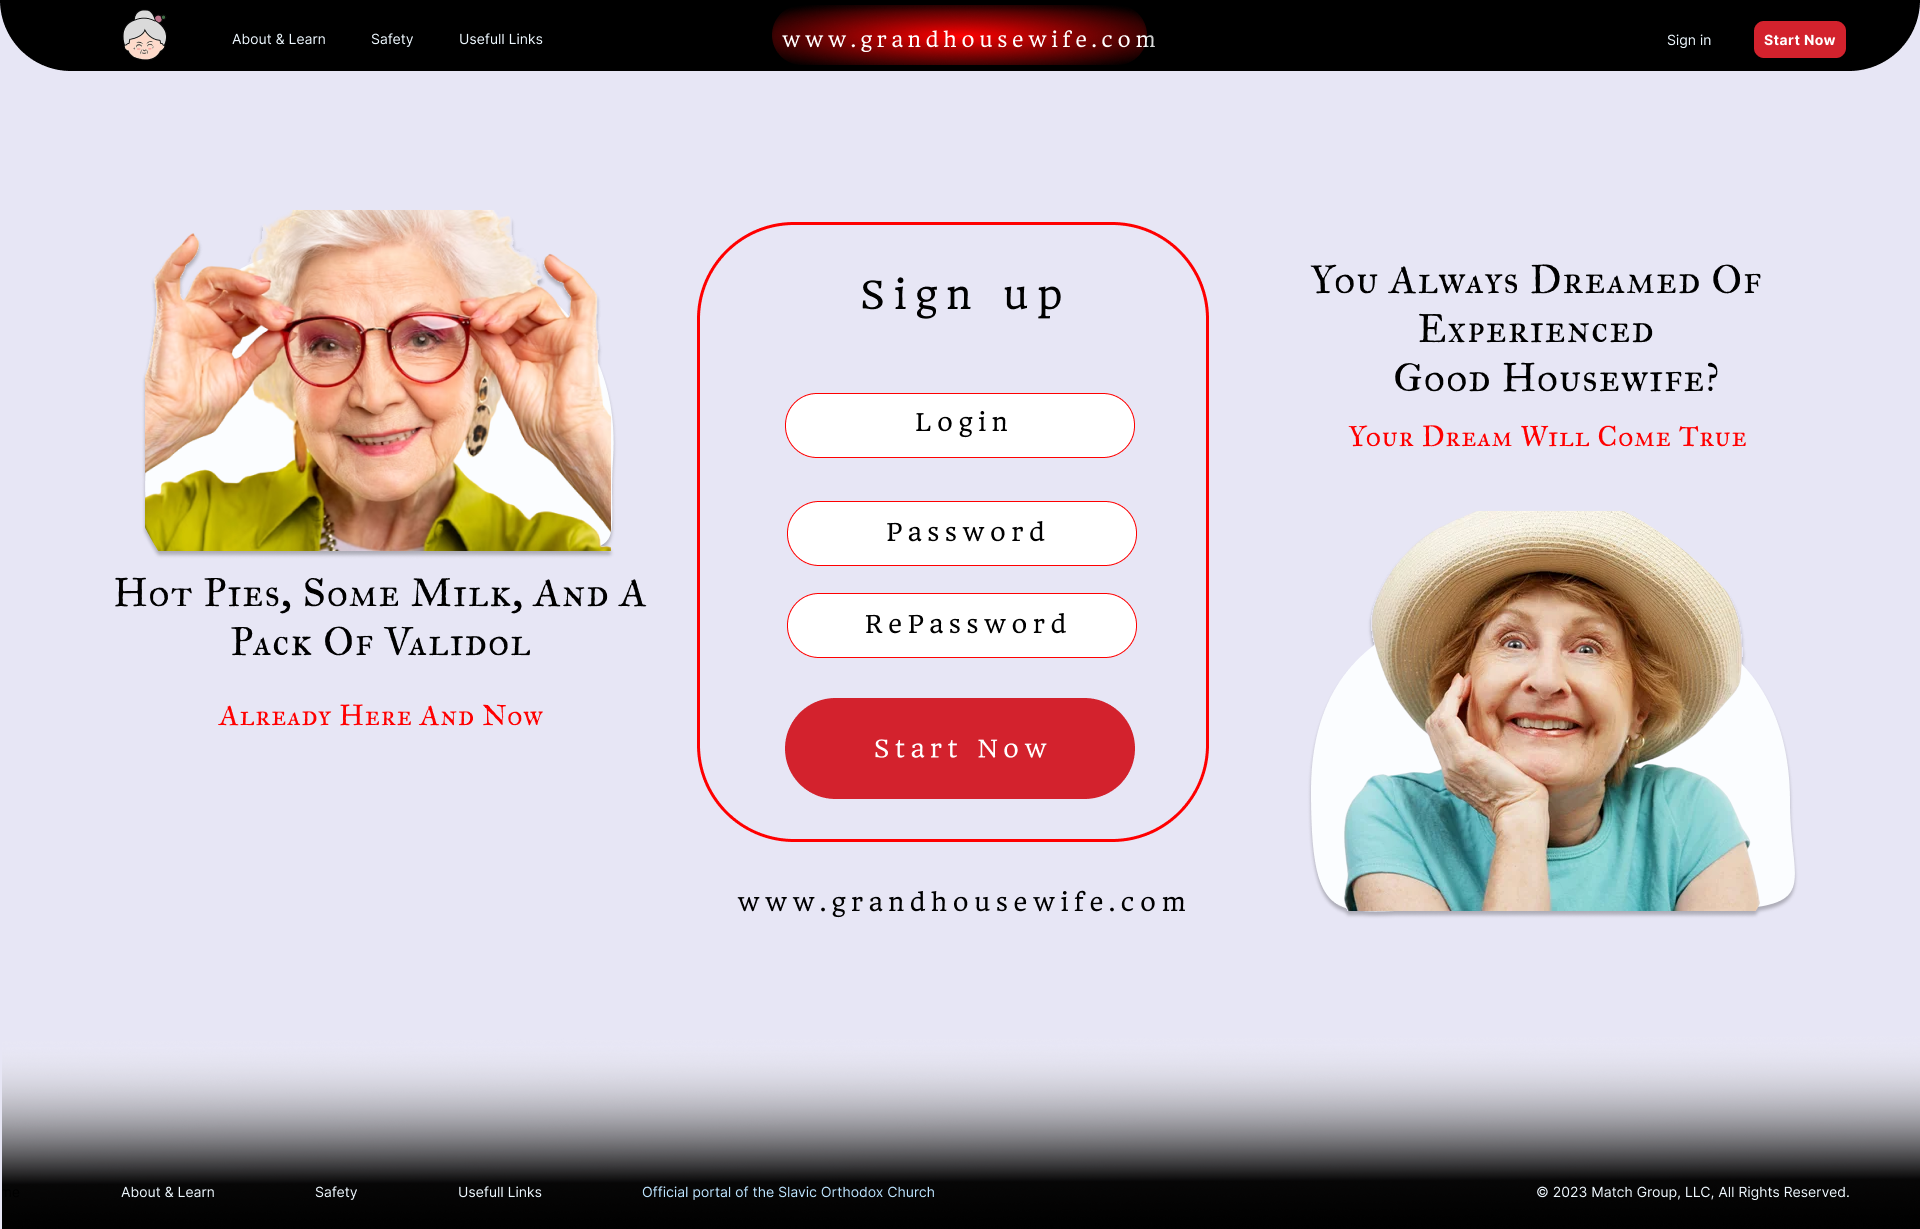 About & Learn
Safety
Usefull Links
www.grandhousewife.com
Sign in
Start Now
Hot Pies, Some Milk, And A
Pack Of Validol
Already Here And Now
Sign up
Login
Password
RePassword
Start Now
www.grandhousewife.com
You Always Dreamed Of
Experienced
Good Housewife?
Your Dream Will Come True
About & Learn
Safety
Usefull Links
Official portal of the Slavic Orthodox Church
© 2023 Match Group, LLC, All Rights Reserved.